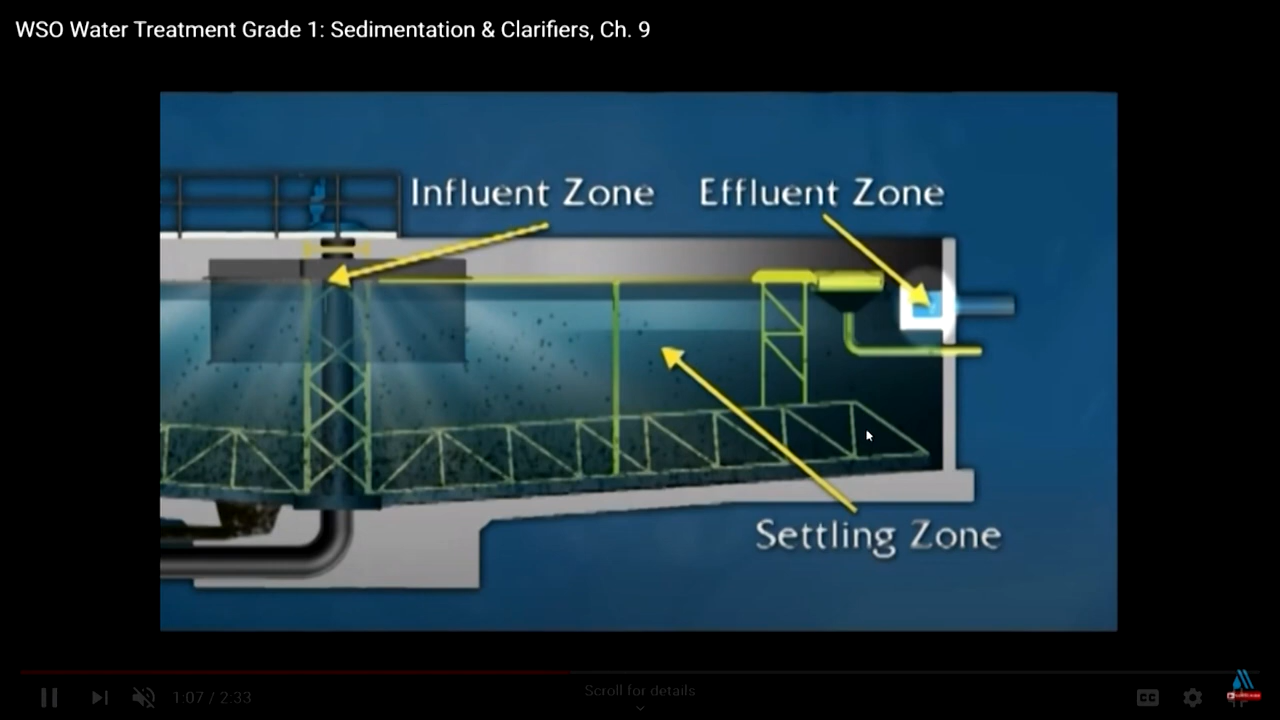 WSO Water Treatment Grade 1: Sedimentation & Clarifiers, Ch. 9
Influent Zone
Effluent Zone
Settling Zone
1:07 / 2:33
Scroll for details
CC